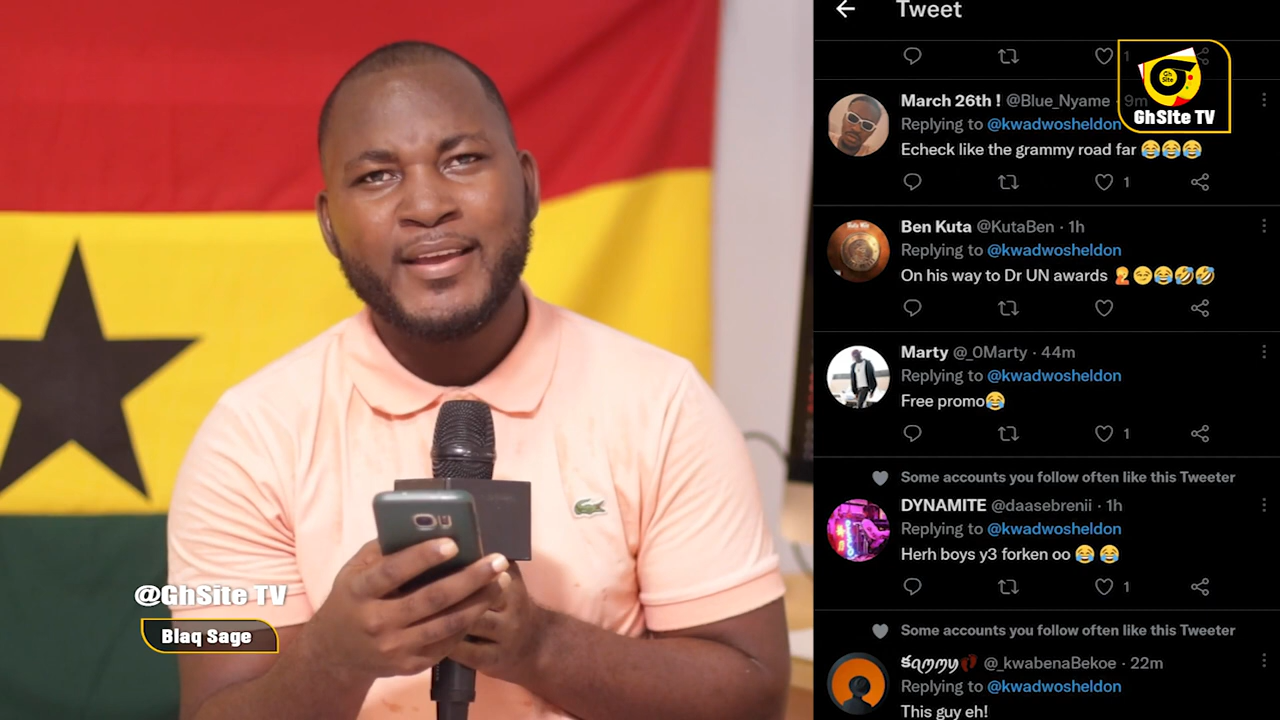 Tweet
1
Gh
Site
GhSite TV
March 26th ! @Blue_Nyame · 9m
Replying to @kwadwosheldon
Echeck like the grammy road far 😂😂😂
1
Ben Kuta @KutaBen · 1h
Replying to @kwadwosheldon
On his way to Dr UN awards 🤦😏😂🤣🤣
Marty @_0Marty · 44m
Replying to @kwadwosheldon
Free promo😂
1
Some accounts you follow often like this Tweeter
DYNAMITE @daasebrenii · 1h
Replying to @kwadwosheldon
Herh boys y3 forken oo 😂 😂
1
Some accounts you follow often like this Tweeter
@_kwabenaBekoe · 22m
Replying to @kwadwosheldon
This guy eh!
@GhSite TV
Blaq Sage